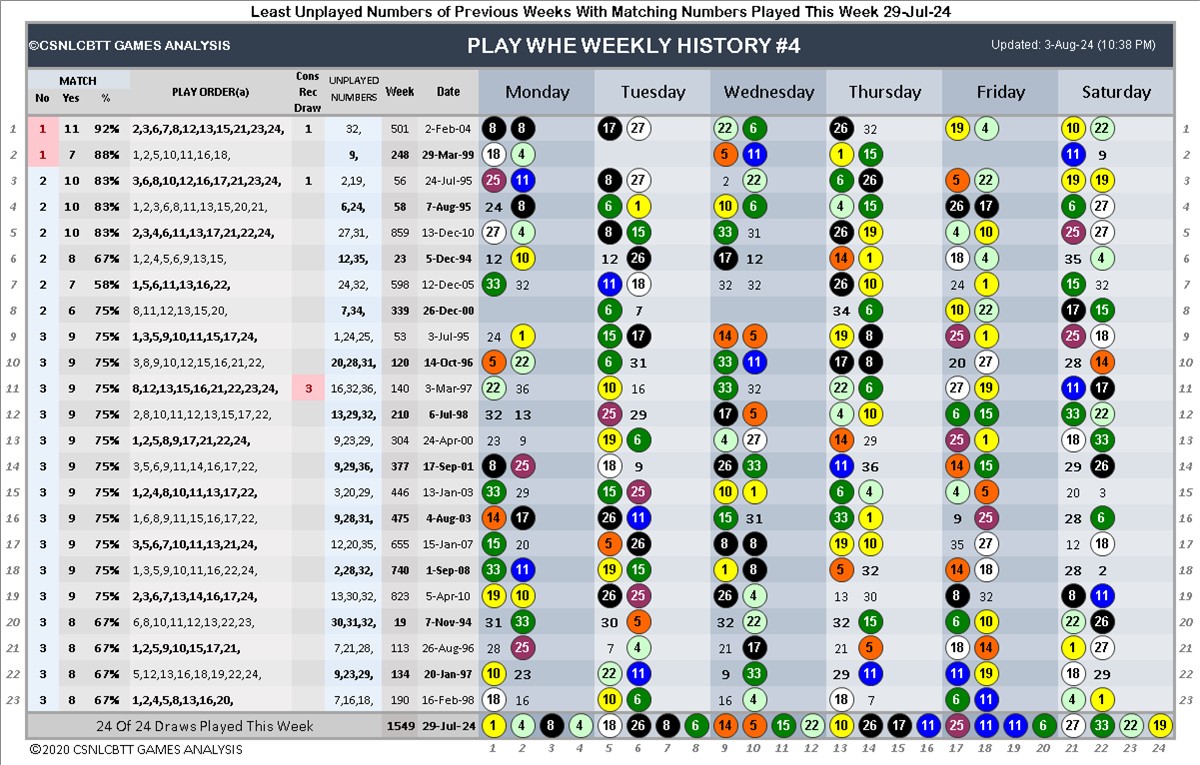 Least Unplayed Numbers of Previous Weeks With Matching Numbers Played This Week 29-Jul-24
©CSNLCBTT GAMES ANALYSIS PLAY WHE WEEKLY HISTORY #4 Updated: 3-Aug-24 (10:38 PM)
MATCH No Yes % PLAY ORDER(a) Cons Rec Draw UNPLAYED NUMBERS Week Date Monday Tuesday Wednesday Thursday Friday Saturday
1 1 11 92% 2,3,6,7,8,12,13,15,21,23,24, 1 32, 501 2-Feb-04 8 8 17 27 22 6 26 32 19 4 10 22 1
2 1 7 88% 1,2,5,10,11,16,18, 9, 248 29-Mar-99 18 4 5 11 1 15 11 9 2
3 2 10 83% 3,6,8,10,12,16,17,21,23,24, 1 2,19, 56 24-Jul-95 25 11 8 27 2 22 6 26 5 22 19 19 3
4 2 10 83% 1,2,3,6,8,11,13,15,20,21, 6,24, 58 7-Aug-95 24 8 6 1 10 6 4 15 26 17 6 27 4
5 2 10 83% 2,3,4,6,11,13,17,21,22,24, 27,31, 859 13-Dec-10 27 4 8 15 33 31 26 19 4 10 25 27 5
6 2 8 67% 1,2,4,5,6,9,13,15, 12,35, 23 5-Dec-94 12 10 12 26 17 12 14 1 18 4 35 4 6
7 2 7 58% 1,5,6,11,13,16,22, 24,32, 598 12-Dec-05 33 32 11 18 32 32 26 10 24 1 15 32 7
8 2 6 75% 8,11,12,13,15,20, 7,34, 339 26-Dec-00 6 7 34 6 10 22 17 15 8
9 3 9 75% 1,3,5,9,10,11,15,17,24, 1,24,25, 53 3-Jul-95 24 1 15 17 14 5 19 8 25 1 25 18 9
10 3 9 75% 3,8,9,10,12,15,16,21,22, 20,28,31, 120 14-Oct-96 5 22 6 31 33 11 17 8 20 27 28 14 10
11 3 9 75% 8,12,13,15,16,21,22,23,24, 3 16,32,36, 140 3-Mar-97 22 36 10 16 33 32 22 6 27 19 11 17 11
12 3 9 75% 2,8,10,11,12,13,15,17,22, 13,29,32, 210 6-Jul-98 32 13 25 29 17 5 4 10 6 15 33 22 12
13 3 9 75% 1,2,5,8,9,17,21,22,24, 9,23,29, 304 24-Apr-00 23 9 19 6 4 27 14 29 25 1 18 33 13
14 3 9 75% 3,5,6,9,11,14,16,17,22, 9,29,36, 377 17-Sep-01 8 25 18 9 26 33 11 36 14 15 29 26 14
15 3 9 75% 1,2,4,8,10,11,13,17,22, 3,20,29, 446 13-Jan-03 33 29 15 25 10 1 6 4 4 5 20 3 15
16 3 9 75% 1,6,8,9,11,15,16,17,22, 9,28,31, 475 4-Aug-03 14 17 26 11 15 31 33 1 9 25 28 6 16
17 3 9 75% 3,5,6,7,10,11,13,21,24, 12,20,35, 655 15-Jan-07 15 20 5 26 8 8 19 10 35 27 12 18 17
18 3 9 75% 1,3,5,9,10,11,16,22,24, 2,28,32, 740 1-Sep-08 33 11 19 15 1 8 5 32 14 18 28 2 18
19 3 9 75% 2,3,6,7,13,14,16,17,24, 13,30,32, 823 5-Apr-10 19 10 26 25 26 4 13 30 8 32 8 11 19
20 3 8 67% 6,8,10,11,12,13,22,23, 30,31,32, 19 7-Nov-94 31 33 30 5 32 22 32 15 6 10 22 26 20
21 3 8 67% 1,2,5,9,10,15,17,21, 7,21,28, 113 26-Aug-96 28 25 7 4 21 17 21 5 18 14 1 27 21
22 3 8 67% 5,12,13,16,18,19,22,24, 9,23,29, 134 20-Jan-97 10 23 22 11 9 33 29 11 11 19 18 29 22
23 3 8 67% 1,2,4,5,8,13,16,20, 7,16,18, 190 16-Feb-98 18 16 10 6 16 4 18 7 6 11 4 1 23
24 Of 24 Draws Played This Week 1549 29-Jul-24 1 4 8 4 18 26 8 6 14 5 15 22 10 26 17 11 25 11 11 6 27 33 22 19
©2020 CSNLCBTT GAMES ANALYSIS 1 2 3 4 5 6 7 8 9 10 11 12 13 14 15 16 17 18 19 20 21 22 23 24